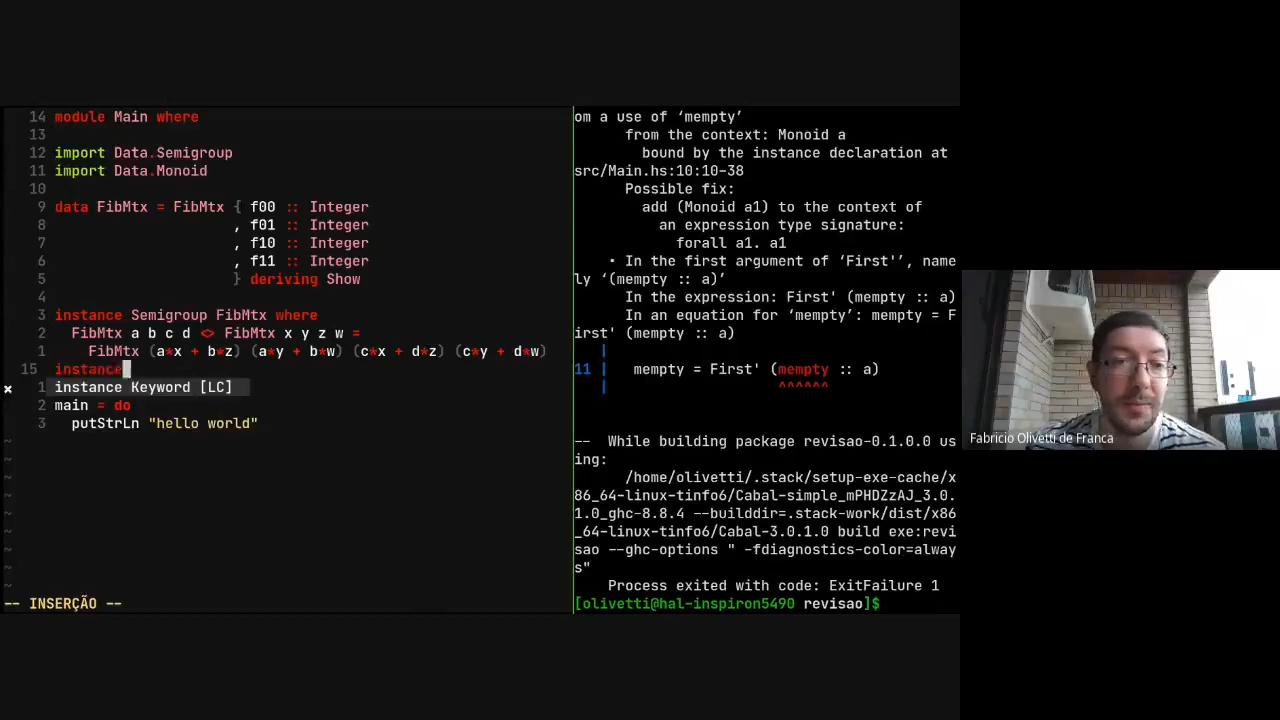 14 module Main where
13
12 import Data.Semigroup
11 import Data.Monoid
10
9 data FibMtx = FibMtx { f00 :: Integer
8 , f01 :: Integer
7 , f10 :: Integer
6 , f11 :: Integer
5 } deriving Show
4
3 instance Semigroup FibMtx where
2 FibMtx a b c d <> FibMtx x y z w =
1 FibMtx (a*x + b*z) (a*y + b*w) (c*x + d*z) (c*y + d*w)
15 instance
1 instance Keyword [LC]
2 main = do
3 putStrLn "hello world"
~
~
~
~
~
~
~
~
~
-- INSERÇÃO --
om a use of ‘mempty’
from the context: Monoid a
bound by the instance declaration at
src/Main.hs:10:10-38
Possible fix:
add (Monoid a1) to the context of
an expression type signature:
forall a1. a1
• In the first argument of ‘First'’, name
ly ‘(mempty :: a)’
In the expression: First' (mempty :: a)
In an equation for ‘mempty’: mempty = F
irst' (mempty :: a)
|
11 | mempty = First' (mempty :: a)
| ^^^^^^
-- While building package revisao-0.1.0.0 us
ing:
/home/olivetti/.stack/setup-exe-cache/x
86_64-linux-tinfo6/Cabal-simple_mPHDZzAJ_3.0.
1.0_ghc-8.8.4 --builddir=.stack-work/dist/x86
_64-linux-tinfo6/Cabal-3.0.1.0 build exe:revi
sao --ghc-options " -fdiagnostics-color=alway
s"
Process exited with code: ExitFailure 1
[olivetti@hal-inspiron5490 revisao]$
Fabricio Olivetti de Franca